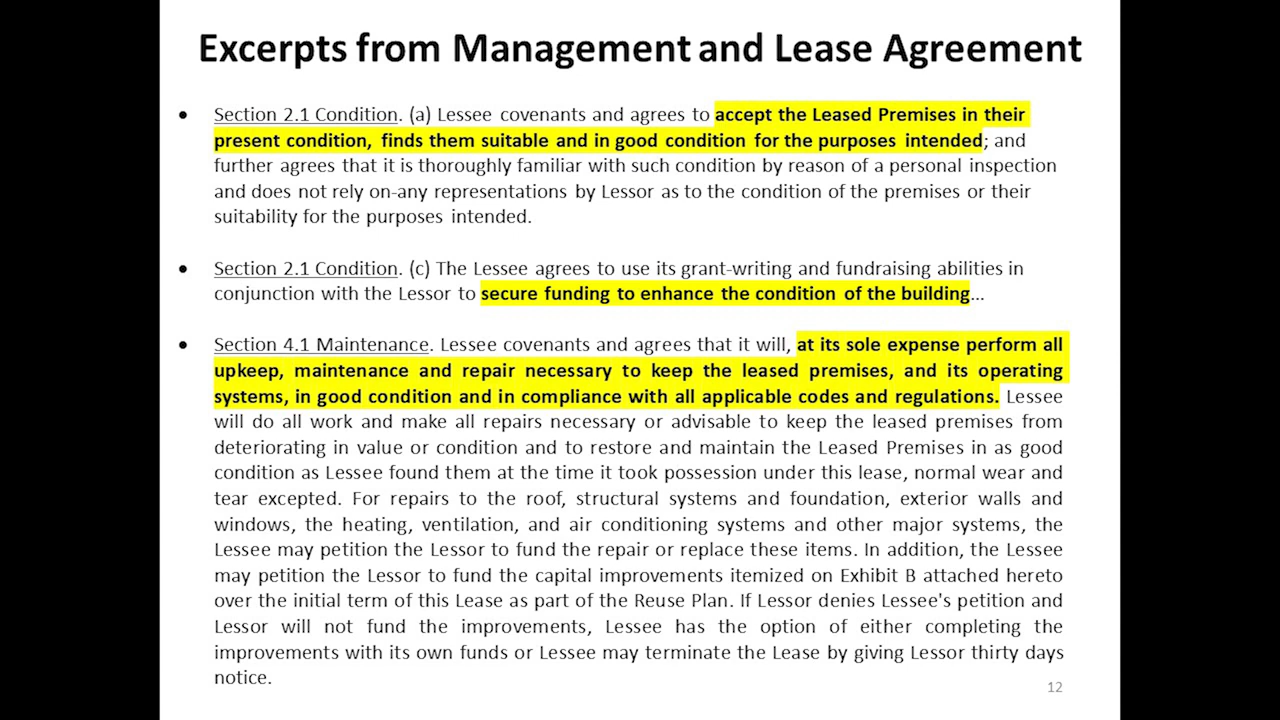 Excerpts from Management and Lease Agreement
• Section 2.1 Condition. (a) Lessee covenants and agrees to accept the Leased Premises in their
present condition, finds them suitable and in good condition for the purposes intended; and
further agrees that it is thoroughly familiar with such condition by reason of a personal inspection
and does not rely on-any representations by Lessor as to the condition of the premises or their
suitability for the purposes intended.
• Section 2.1 Condition. (c) The Lessee agrees to use its grant-writing and fundraising abilities in
conjunction with the Lessor to secure funding to enhance the condition of the building...
• Section 4.1 Maintenance. Lessee covenants and agrees that it will, at its sole expense perform all
upkeep, maintenance and repair necessary to keep the leased premises, and its operating
systems, in good condition and in compliance with all applicable codes and regulations. Lessee
will do all work and make all repairs necessary or advisable to keep the leased premises from
deteriorating in value or condition and to restore and maintain the Leased Premises in as good
condition as Lessee found them at the time it took possession under this lease, normal wear and
tear excepted. For repairs to the roof, structural systems and foundation, exterior walls and
windows, the heating, ventilation, and air conditioning systems and other major systems, the
Lessee may petition the Lessor to fund the repair or replace these items. In addition, the Lessee
may petition the Lessor to fund the capital improvements itemized on Exhibit B attached hereto
over the initial term of this Lease as part of the Reuse Plan. If Lessor denies Lessee's petition and
Lessor will not fund the improvements, Lessee has the option of either completing the
improvements with its own funds or Lessee may terminate the Lease by giving Lessor thirty days
notice.
12